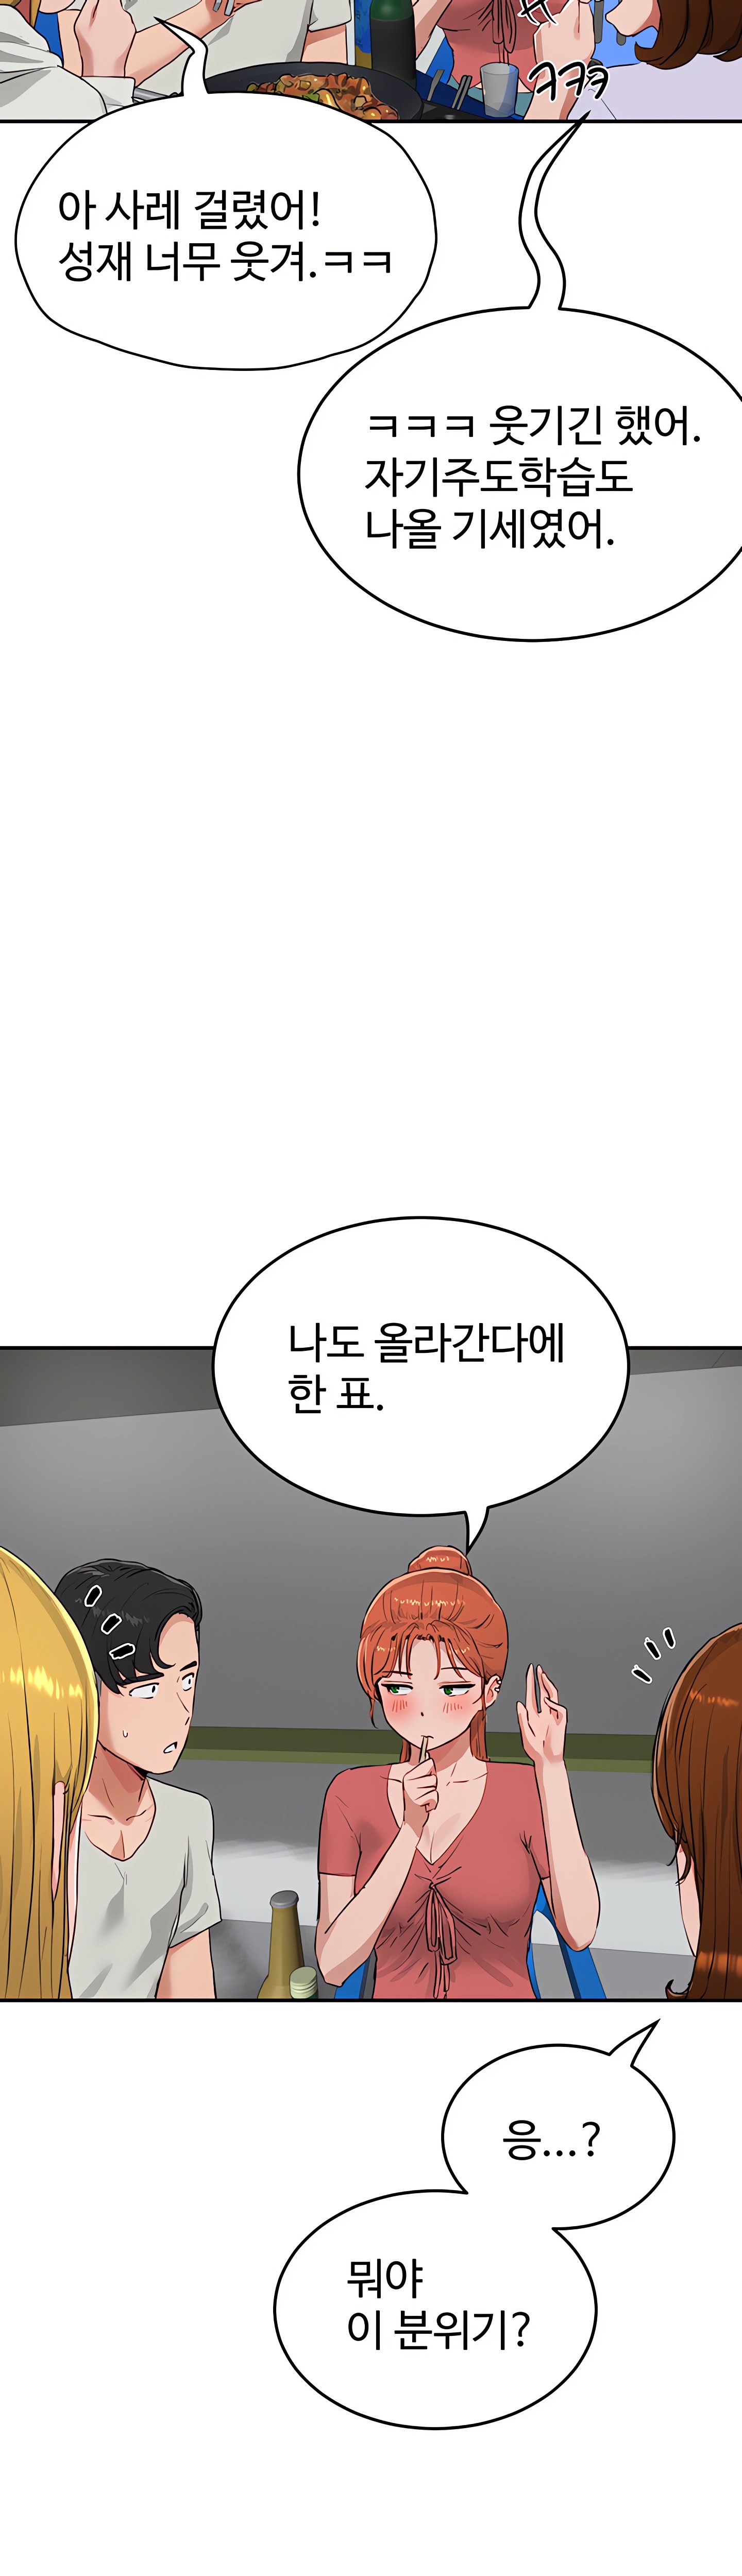 ㅋㅋㅋ
아 사레 걸렸어!
성재 너무 웃겨.ㅋㅋ
ㅋㅋㅋ 웃기긴 했어.
자기주도학습도
나올 기세였어.
나도 올라간다에
한 표.
응...?
뭐야
이 분위기?